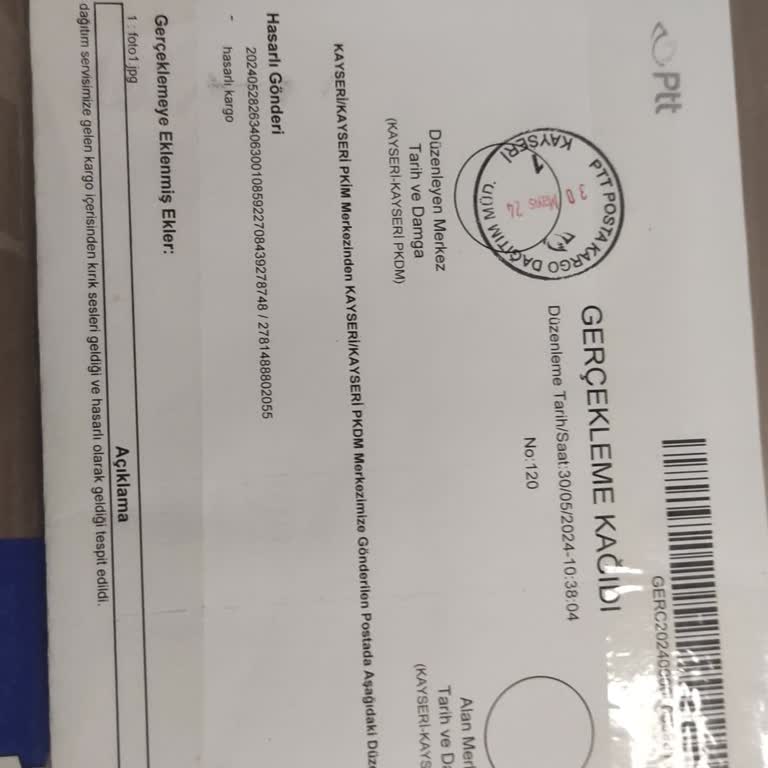 Ptt
GERÇEKLEME KAĞIDI
Düzenleme Tarih/Saat:30/05/2024-10:38:04
No:120
PTT POSTA KARGO DAĞITIM MÜD.
KAYSERİ
30 Mayıs 24
Düzenleyen Merkez
Tarih ve Damga
(KAYSERİ-KAYSERİ PKDM)
Alan Mer
Tarih ve Da
(KAYSERİ-KAYS
KAYSERİ/KAYSERİ PKİM Merkezinden KAYSERİ/KAYSERİ PKDM Merkezimize Gönderilen Postada Aşağıdaki Düze
Hasarlı Gönderi
202405282634063001085922708439278748 / 2781488802055
- hasarlı kargo
Gerçeklemeye Eklenmiş Ekler:
1 : foto1.jpg
Açıklama
dağıtım servisimize gelen kargo içerisinden kırık sesleri geldiği ve hasarlı olarak geldiği tespit edildi.